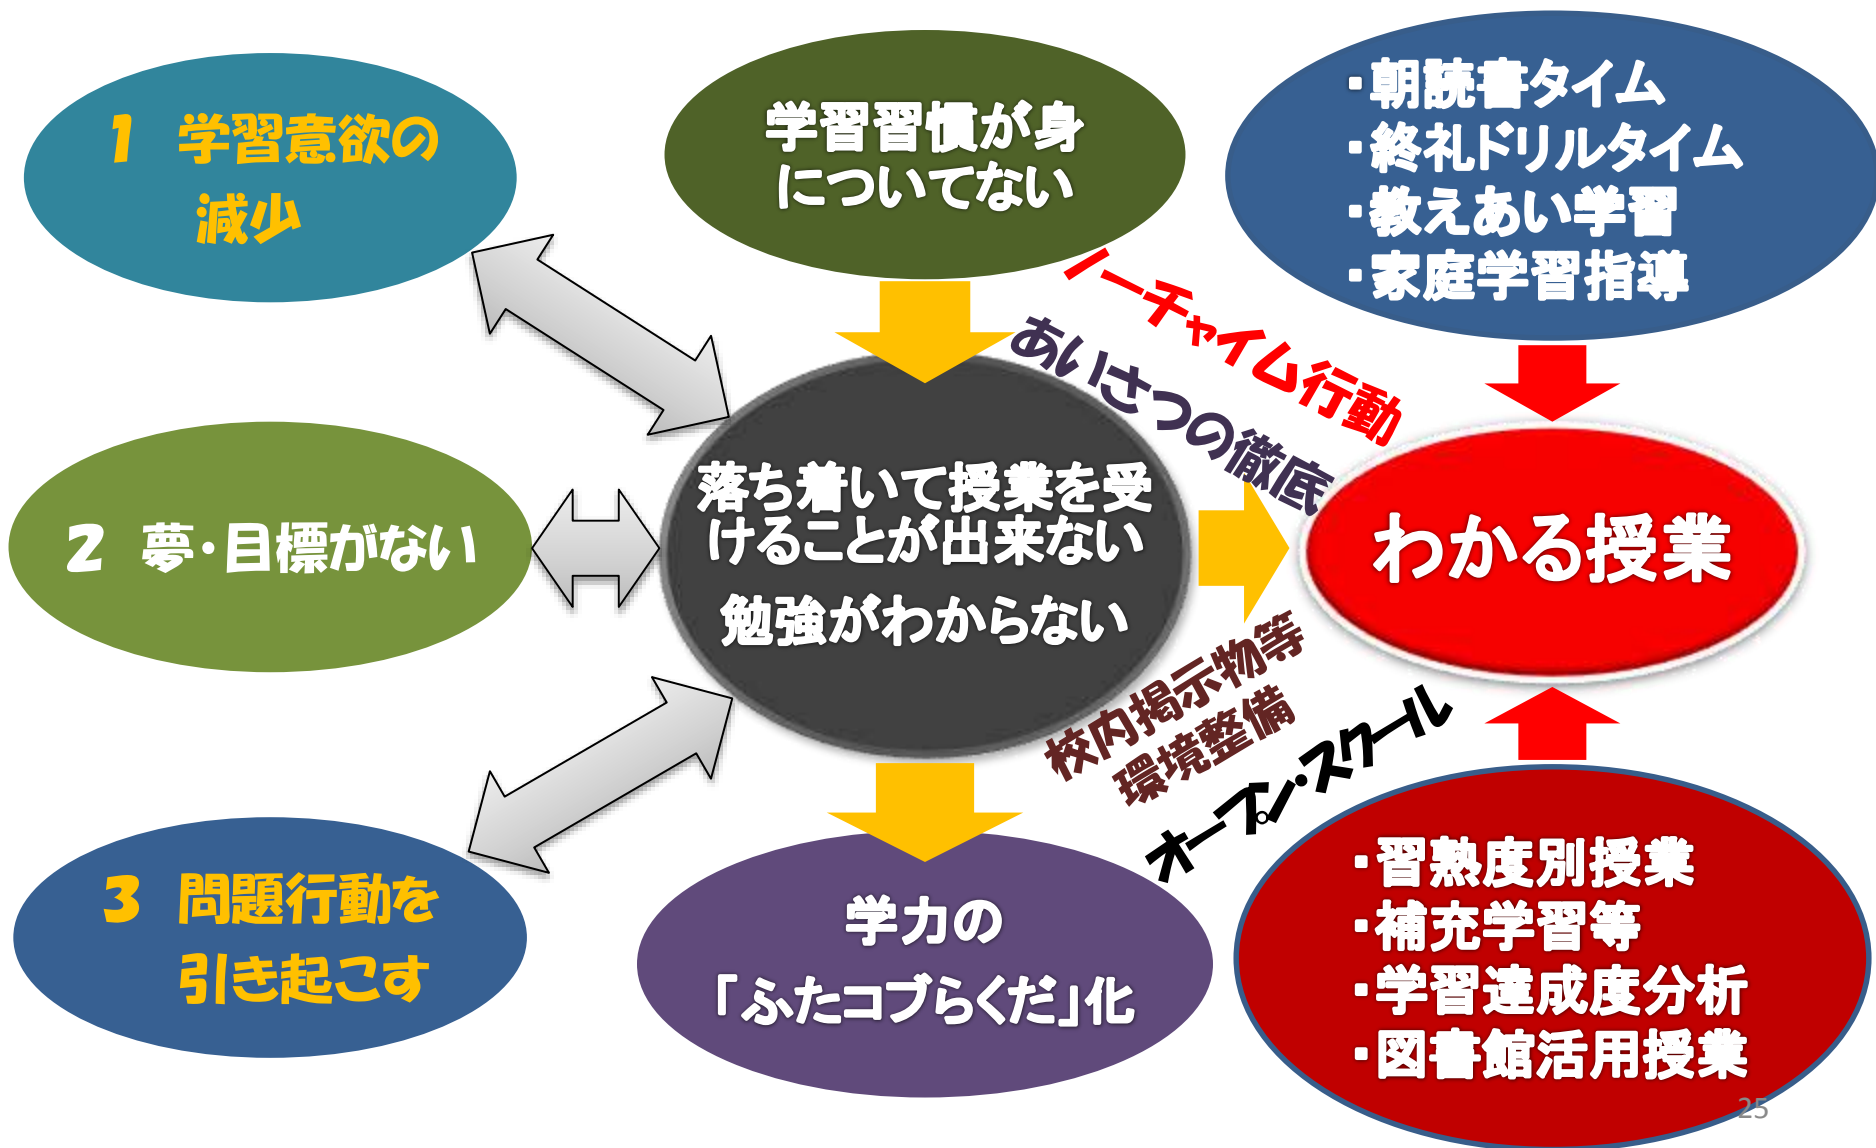 1 学習意欲の
減少
2 夢・目標がない
3 問題行動を
引き起こす
学習習慣が身
についてない
落ち着いて授業を受
けることが出来ない
勉強がわからない
学力の
「ふたコブらくだ」化
ノーチャイム行動
あいさつの徹底
校内掲示物等
環境整備
オープン・スクール
・朝読書タイム
・終礼ドリルタイム
・教えあい学習
・家庭学習指導
わかる授業
・習熟度別授業
・補充学習等
・学習達成度分析
・図書館活用授業
25